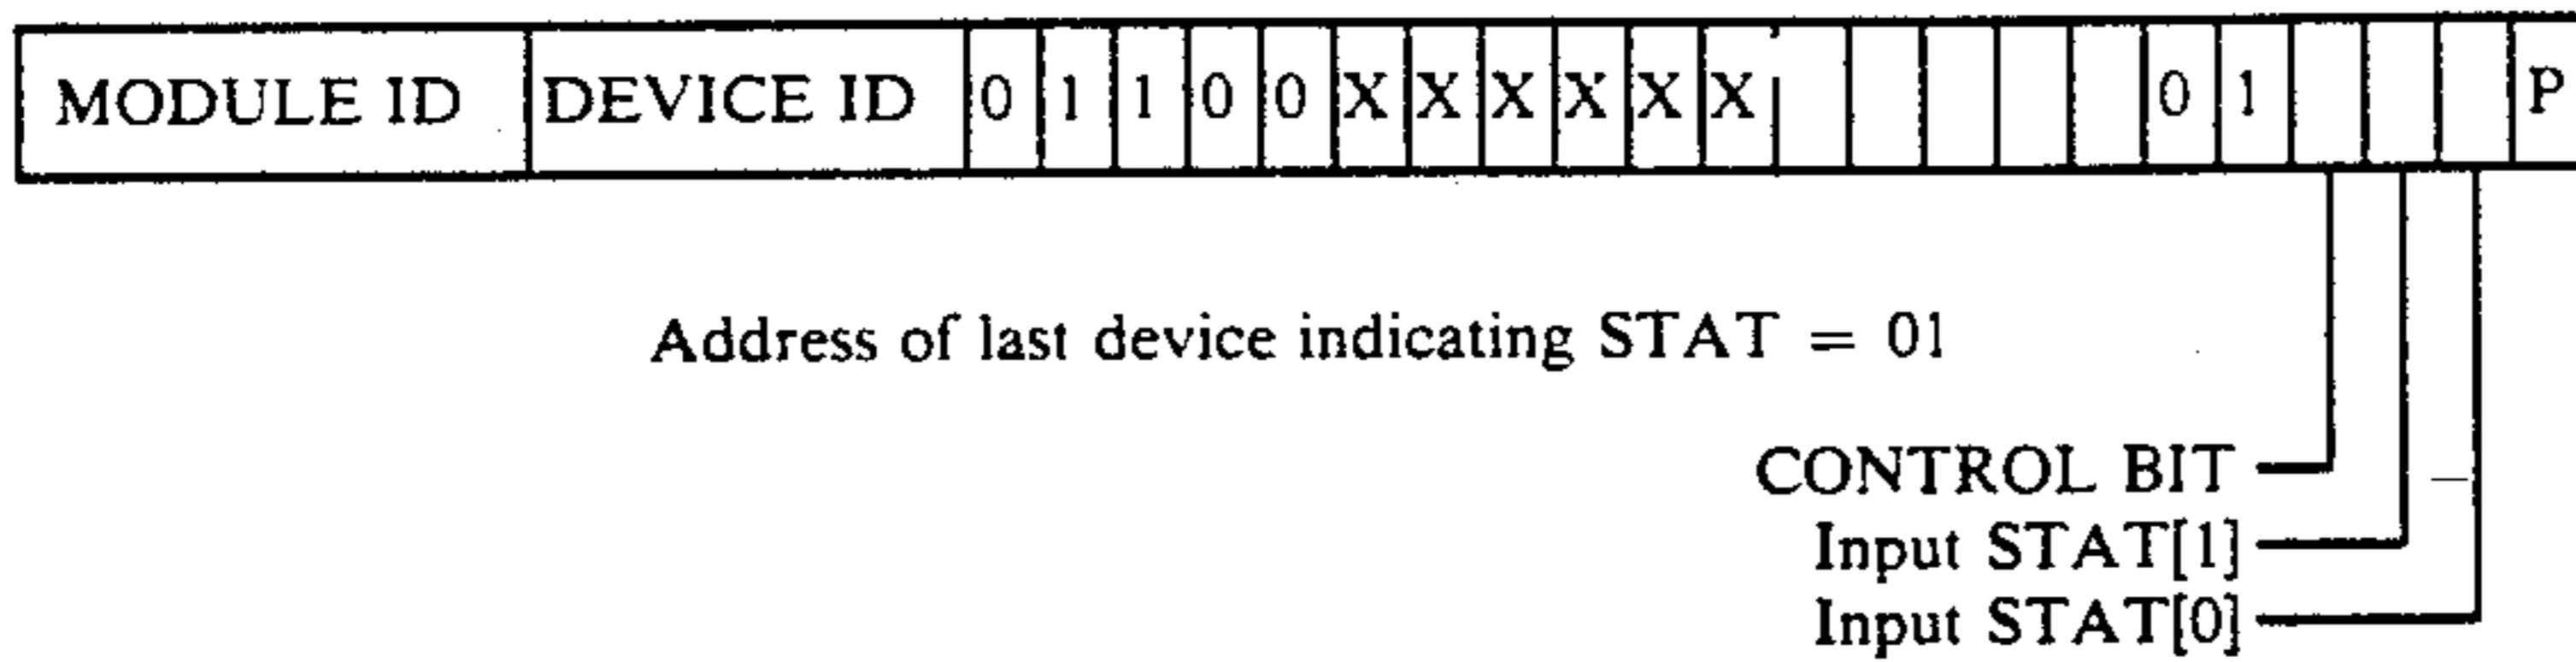 MODULE ID DEVICE ID 0 1 1 0 0 X X X X X X 0 1 P
Address of last device indicating STAT = 01
CONTROL BIT
Input STAT[1]
Input STAT[0]